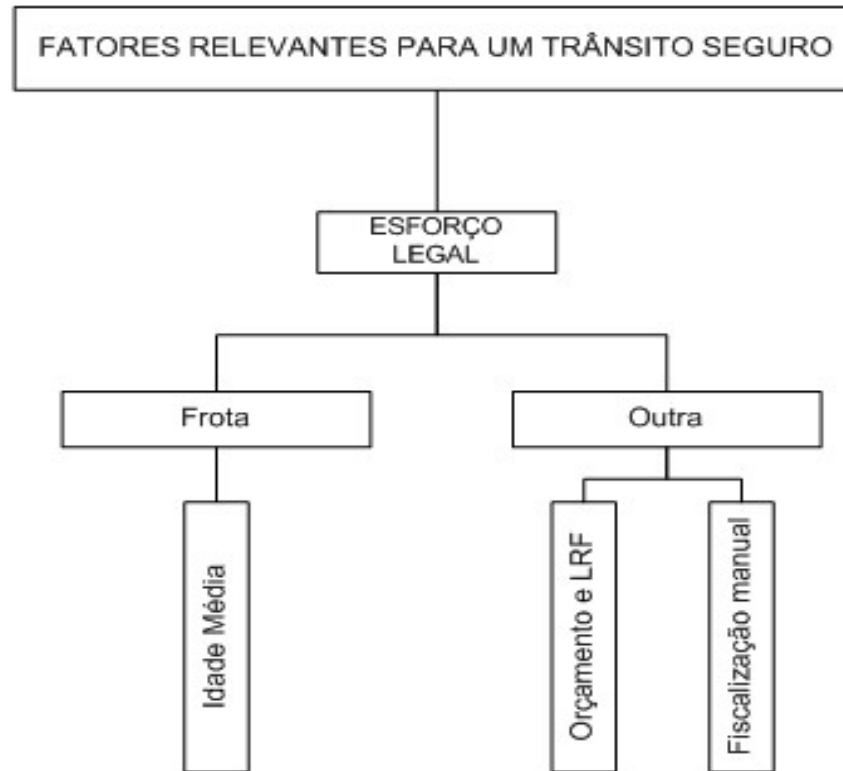 FATORES RELEVANTES PARA UM TRÂNSITO SEGURO
ESFORÇO
LEGAL
Frota
Outra
Idade Média
Orçamento e LRF
Fiscalização manual